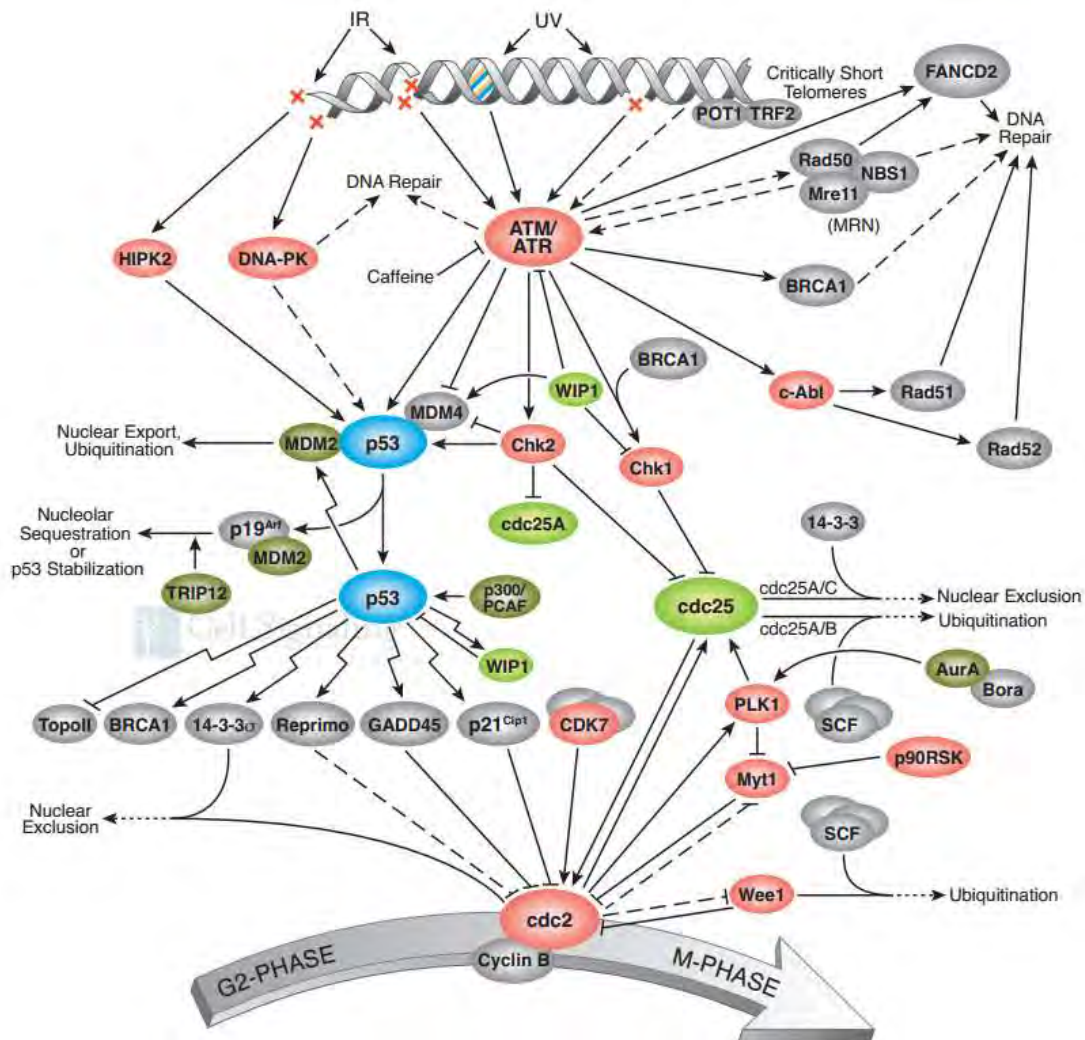 IR
UV
Critically Short
Telomeres
FANCD2
POT1
TRF2
DNA
Repair
Rad50
NBS1
Mre11
(MRN)
DNA Repair
ATM/
ATR
HIPK2
DNA-PK
Caffeine
BRCA1
BRCA1
WIP1
c-Abl
Rad51
MDM4
Nuclear Export,
Ubiquitination
MDM2
p53
Chk2
Chk1
Rad52
cdc25A
14-3-3
Nucleolar
Sequestration
or
p53 Stabilization
p19Arf
MDM2
TRIP12
p53
p300/
PCAF
cdc25
cdc25A/C
Nuclear Exclusion
cdc25A/B
Ubiquitination
Cell Signaling
WIP1
AurA
Bora
PLK1
TopoII
BRCA1
14-3-3σ
Reprimo
GADD45
p21Cip1
CDK7
SCF
p90RSK
Myt1
Nuclear
Exclusion
SCF
Wee1
Ubiquitination
cdc2
Cyclin B
G2-PHASE
M-PHASE